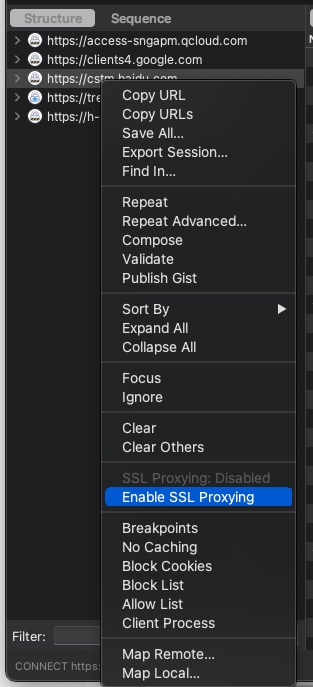 Structure
Sequence
https://access-sngapm.qcloud.com
https://clients4.google.com
https://cstm.baidu.com
https://tre
https://h-
Copy URL
Copy URLs
Save All...
Export Session...
Find In...
Repeat
Repeat Advanced...
Compose
Validate
Publish Gist
Sort By
Expand All
Collapse All
Focus
Ignore
Clear
Clear Others
SSL Proxying: Disabled
Enable SSL Proxying
Breakpoints
No Caching
Block Cookies
Block List
Allow List
Client Process
Filter:
Map Remote...
CONNECT https:
Map Local...